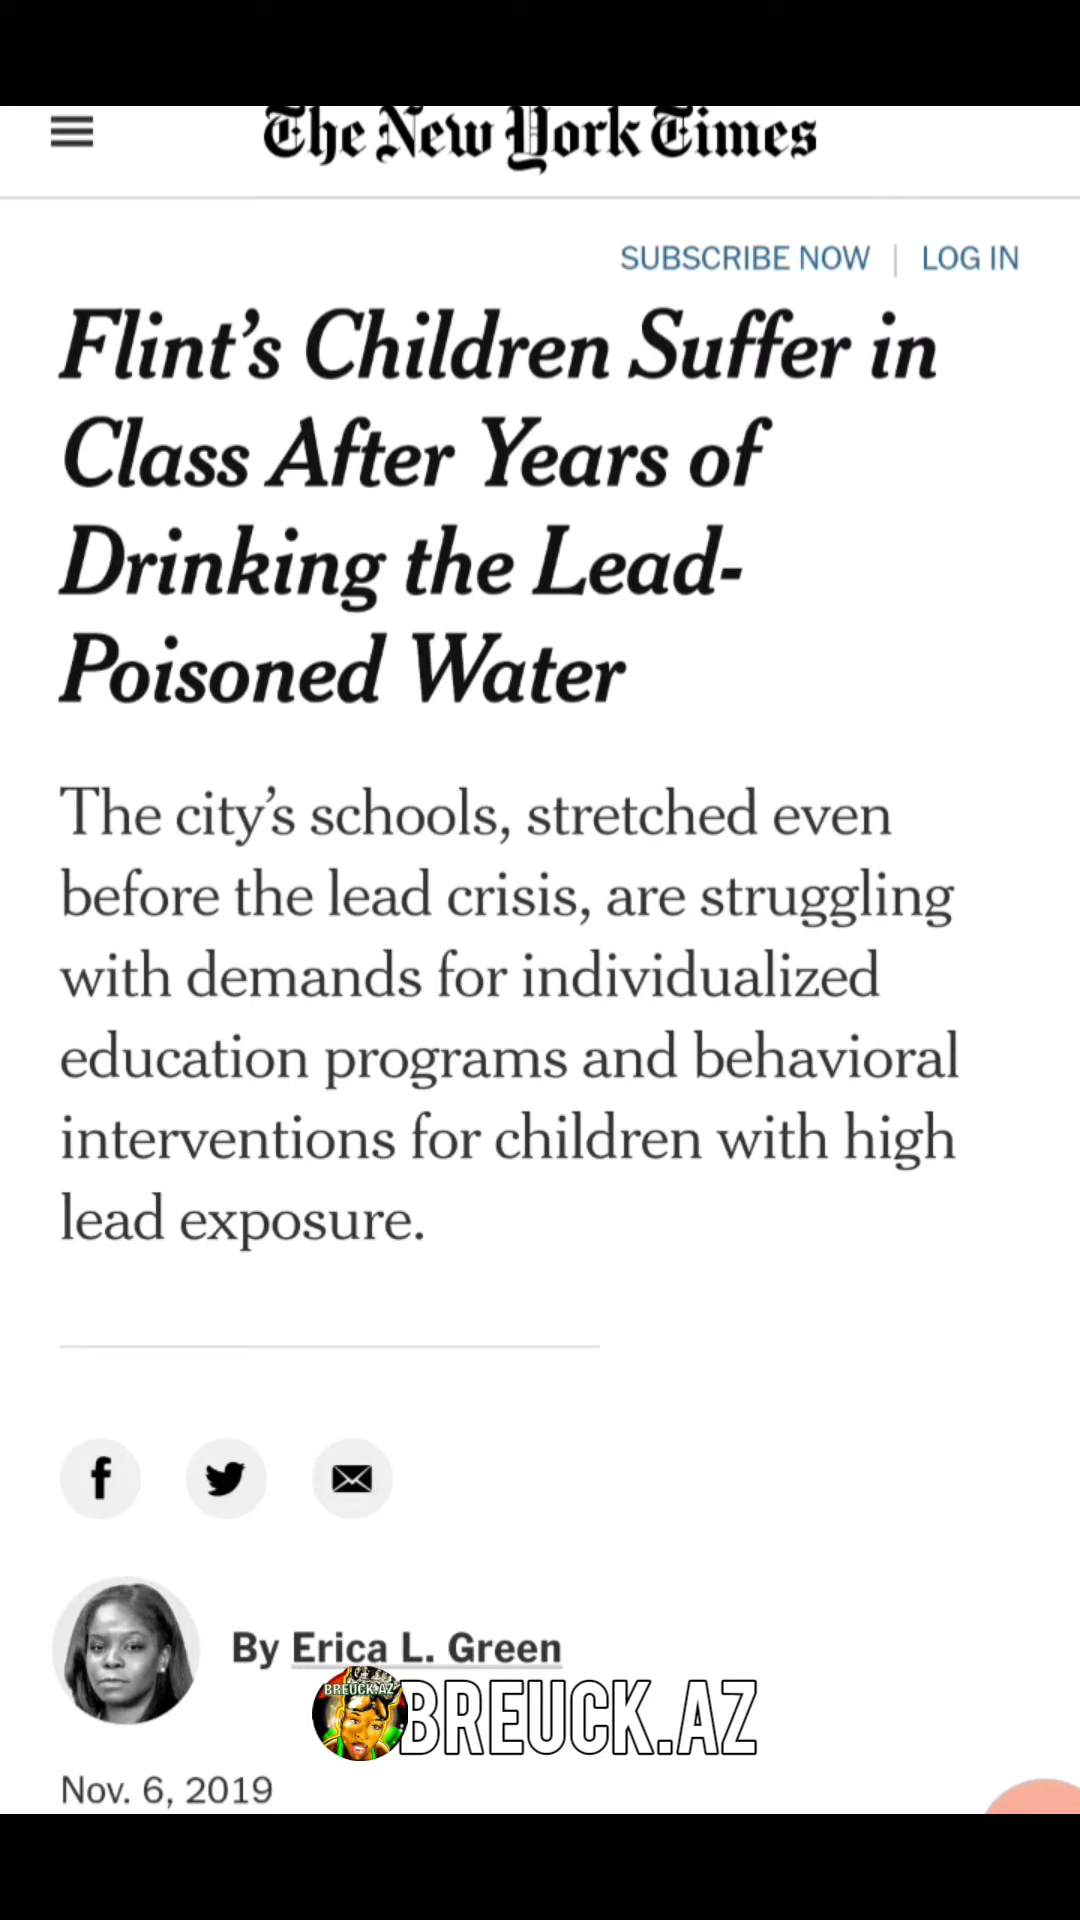 The New York Times
SUBSCRIBE NOW | LOG IN
Flint’s Children Suffer in
Class After Years of
Drinking the Lead-
Poisoned Water
The city’s schools, stretched even
before the lead crisis, are struggling
with demands for individualized
education programs and behavioral
interventions for children with high
lead exposure.
By Erica L. Green
BREUCK.AZ
BREUCK.AZ
Nov. 6, 2019